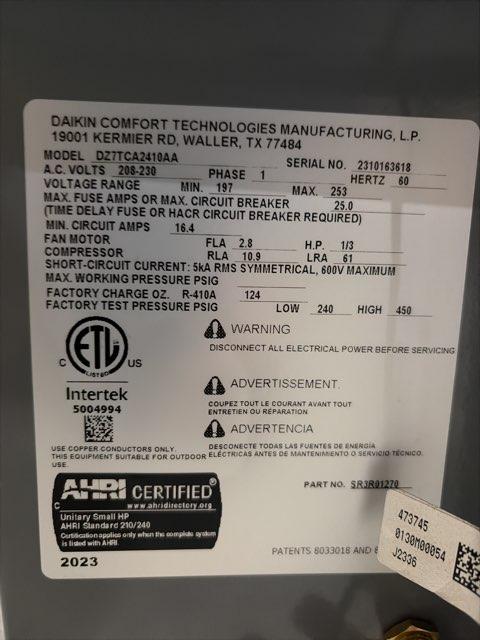 DAIKIN COMFORT TECHNOLOGIES MANUFACTURING, L.P.
19001 KERMIER RD, WALLER, TX 77484
MODEL DZ7TCA2410AA SERIAL NO. 2310163618
A.C. VOLTS 208-230 PHASE 1 HERTZ 60
VOLTAGE RANGE MIN. 197 MAX. 253
MAX. FUSE AMPS OR MAX. CIRCUIT BREAKER 25.0
(TIME DELAY FUSE OR HACR CIRCUIT BREAKER REQUIRED)
MIN. CIRCUIT AMPS 16.4
FAN MOTOR FLA 2.8 H.P. 1/3
COMPRESSOR RLA 10.9 LRA 61
SHORT-CIRCUIT CURRENT: 5kA RMS SYMMETRICAL, 600V MAXIMUM
MAX. WORKING PRESSURE PSIG
FACTORY CHARGE OZ. R-410A 124
FACTORY TEST PRESSURE PSIG LOW 240 HIGH 450
WARNING
DISCONNECT ALL ELECTRICAL POWER BEFORE SERVICING
C ETL US
LISTED
Intertek
5004994
ADVERTISSEMENT.
COUPEZ TOUT LE COURANT AVANT TOUT
ENTRETIEN OU RÉPARATION
ADVERTENCIA
DESCONECTE TODAS LAS FUENTES DE ENERGÍA
ELÉCTRICAS ANTES DE MANTENIMIENTO O SERVICIO TÉCNICO.
USE COPPER CONDUCTORS ONLY.
THIS EQUIPMENT SUITABLE FOR OUTDOOR
USE.
AHRI CERTIFIED®
www.ahridirectory.org
Unitary Small HP
AHRI Standard 210/240
Certification applies only when the complete system
is listed with AHRI.
2023
PART NO. SR3R01270
PATENTS 8033018 AND
473745
0130M00054
J2336